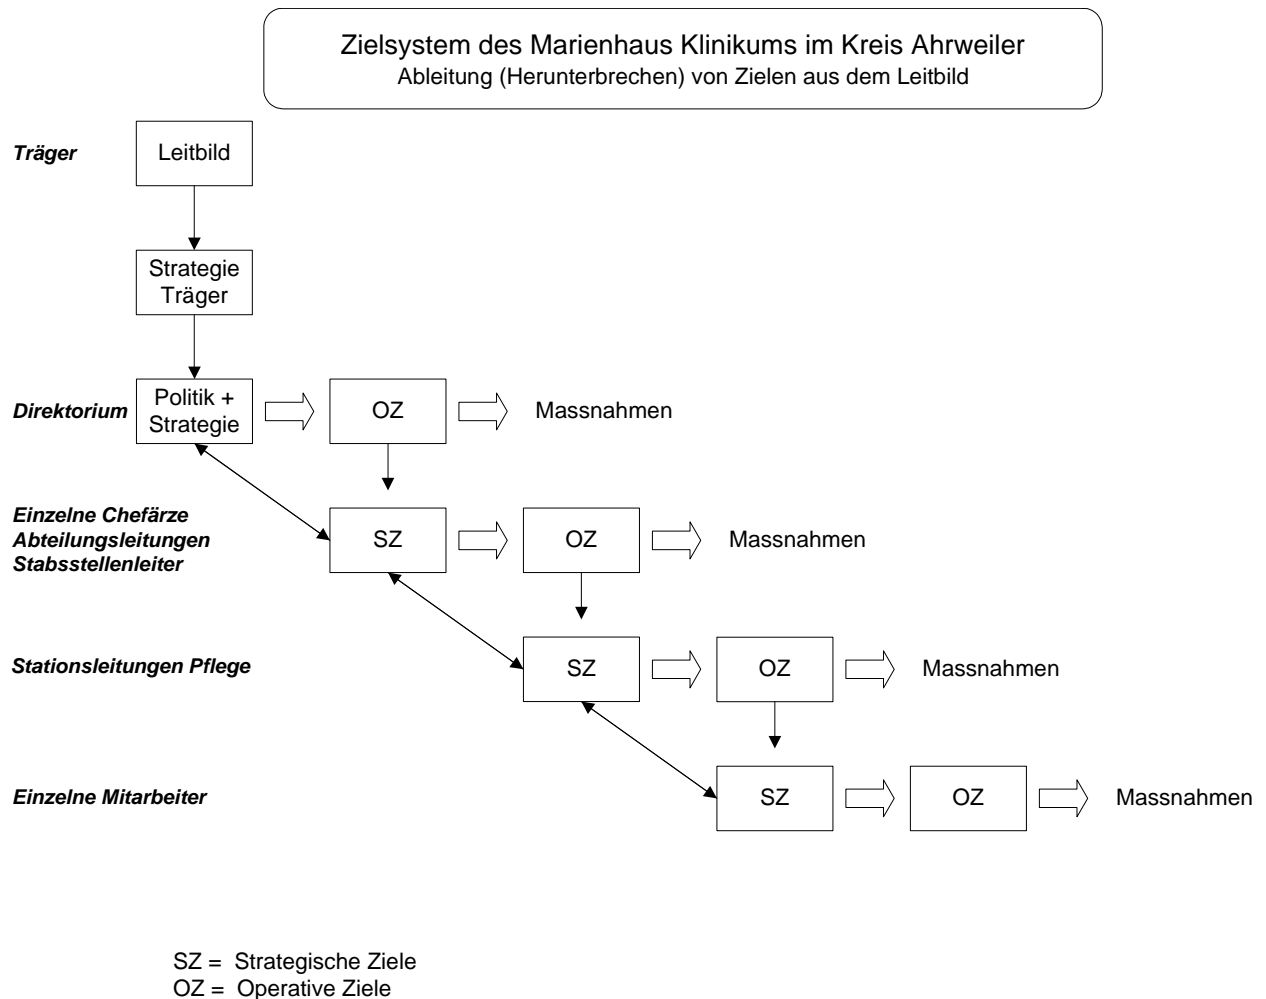 Zielsystem des Marienhaus Klinikums im Kreis Ahrweiler
Ableitung (Herunterbrechen) von Zielen aus dem Leitbild
Träger
Leitbild
Strategie
Träger
Direktorium
Politik +
Strategie
OZ
Massnahmen
Einzelne Chefärze
Abteilungsleitungen
Stabsstellenleiter
SZ
OZ
Massnahmen
Stationsleitungen Pflege
SZ
OZ
Massnahmen
Einzelne Mitarbeiter
SZ
OZ
Massnahmen
SZ = Strategische Ziele
OZ = Operative Ziele